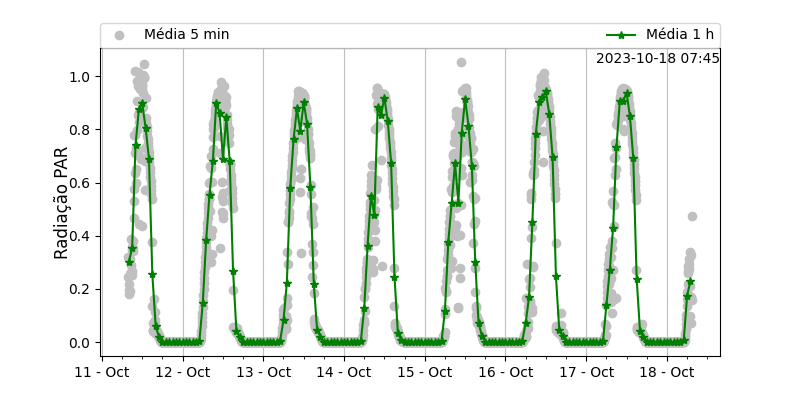 Média 5 min
Média 1 h
2023-10-18 07:45
Radiação PAR
1.0
0.8
0.6
0.4
0.2
0.0
11 - Oct
12 - Oct
13 - Oct
14 - Oct
15 - Oct
16 - Oct
17 - Oct
18 - Oct